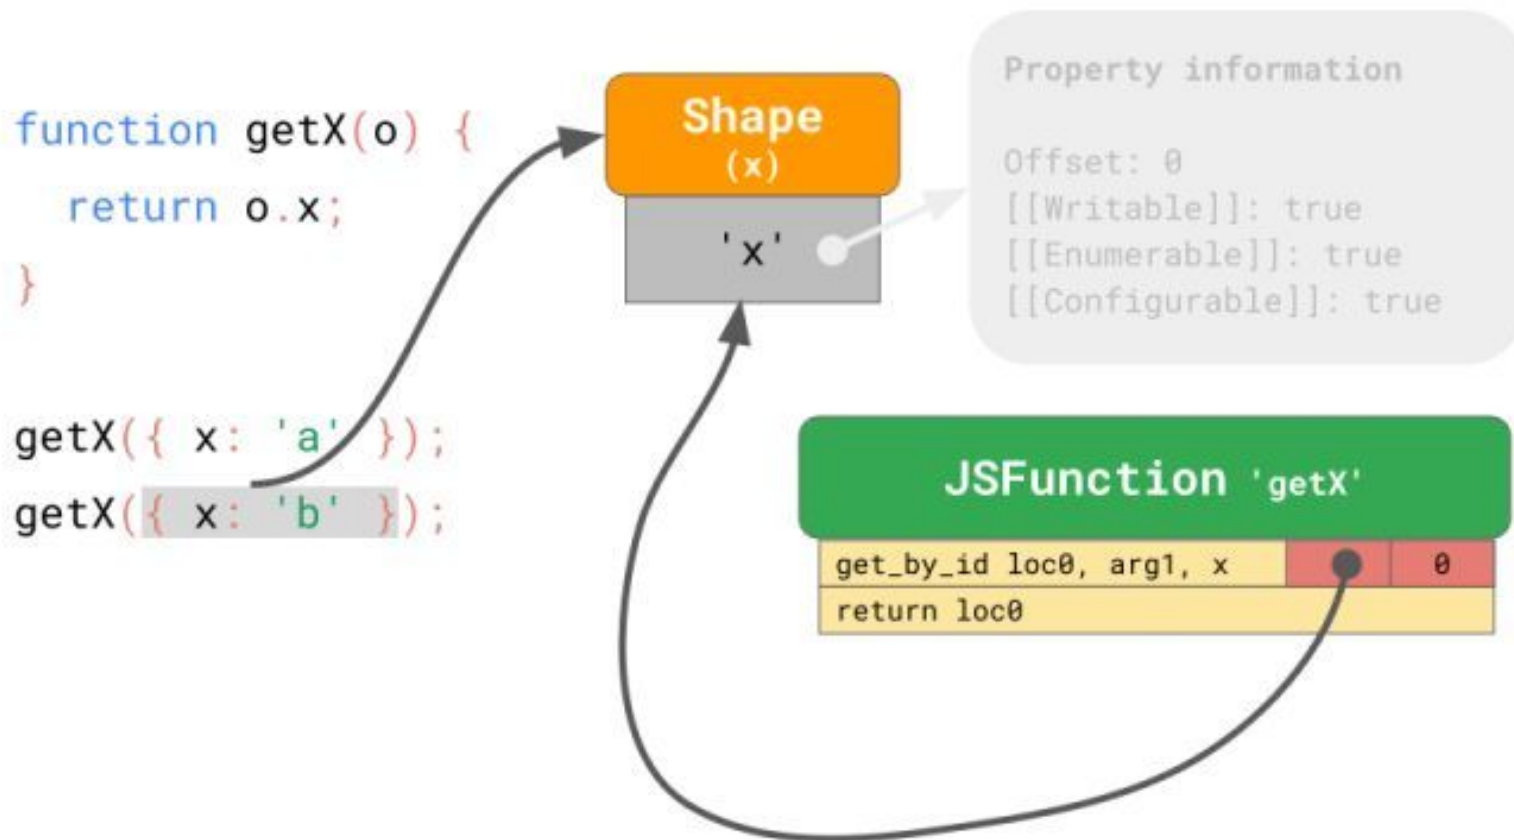 function getX(o) {
  return o.x;
}
getX({ x: 'a' });
getX({ x: 'b' });
Shape
(x)
'x'
Property information
Offset: 0
[[Writable]]: true
[[Enumerable]]: true
[[Configurable]]: true
JSFunction 'getX'
get_by_id loc0, arg1, x 0
return loc0